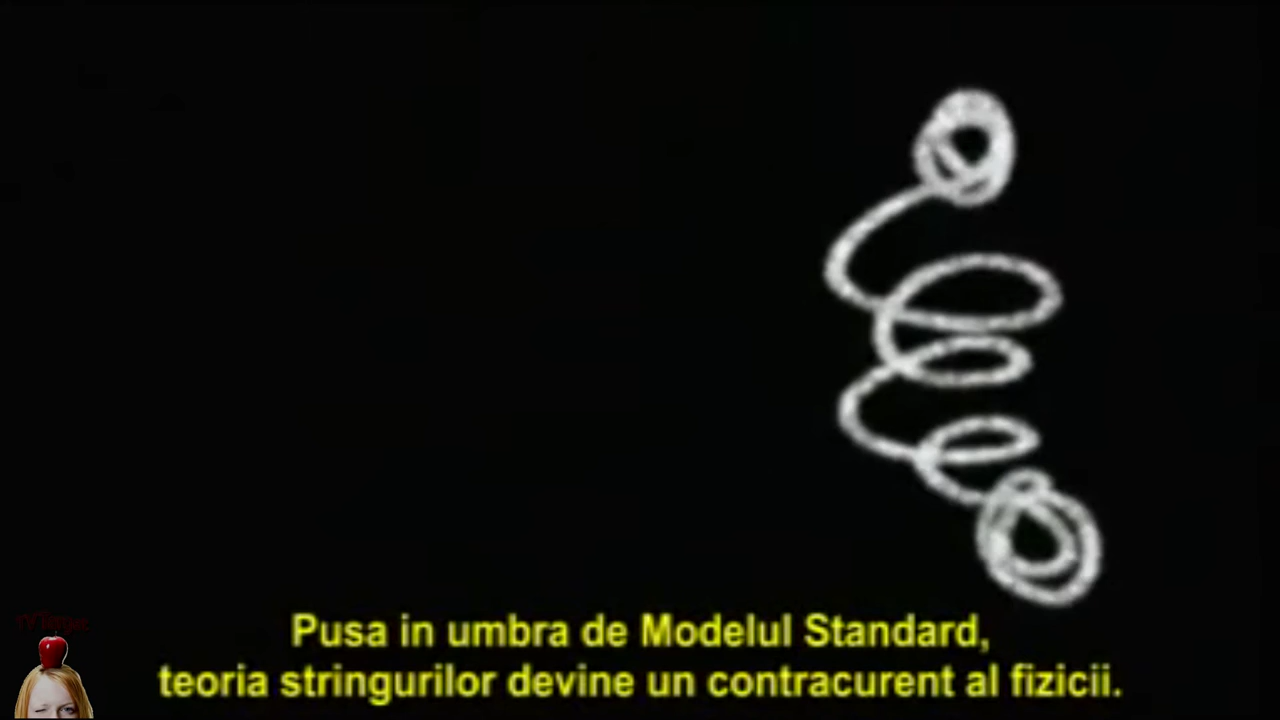 Pusa in umbra de Modelul Standard,
teoria stringurilor devine un contracurent al fizicii.